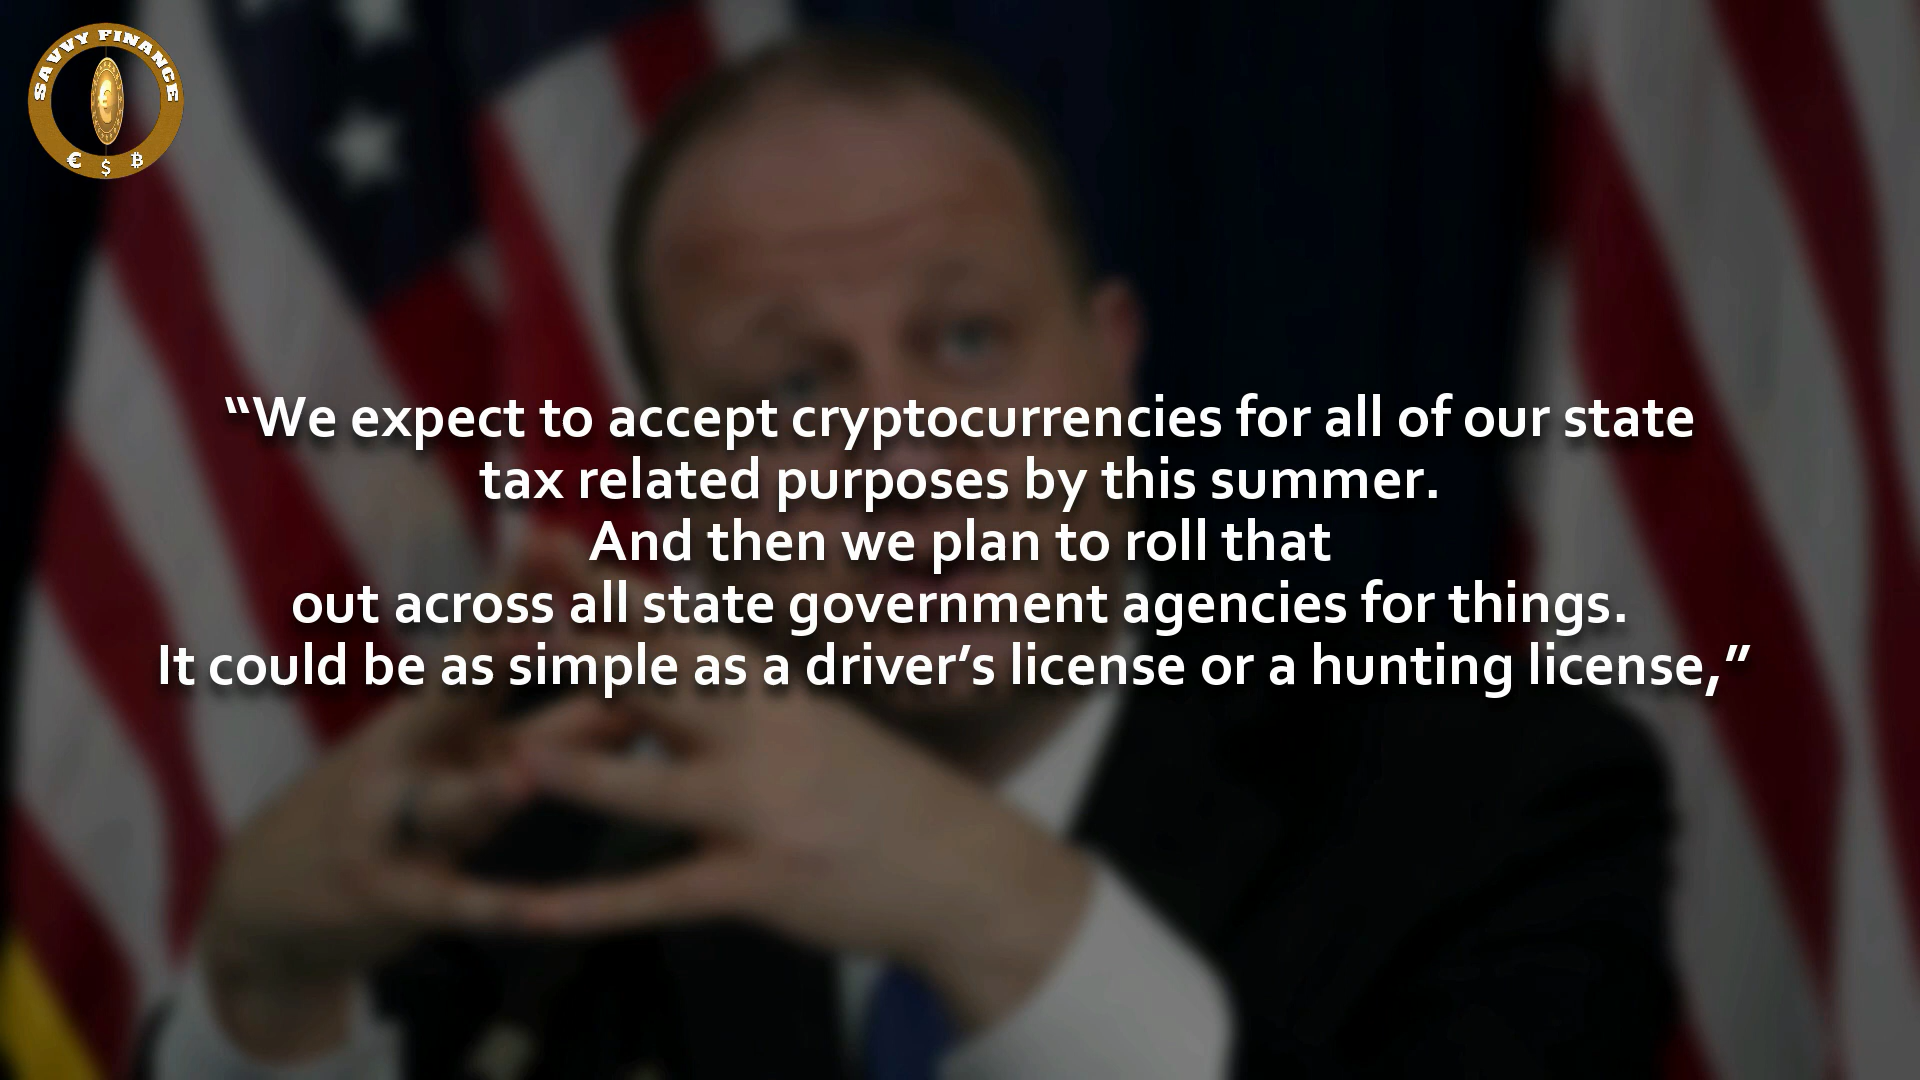 SAVVY FINANCE
€ $ ₿
“We expect to accept cryptocurrencies for all of our state
tax related purposes by this summer.
And then we plan to roll that
out across all state government agencies for things.
It could be as simple as a driver’s license or a hunting license,”